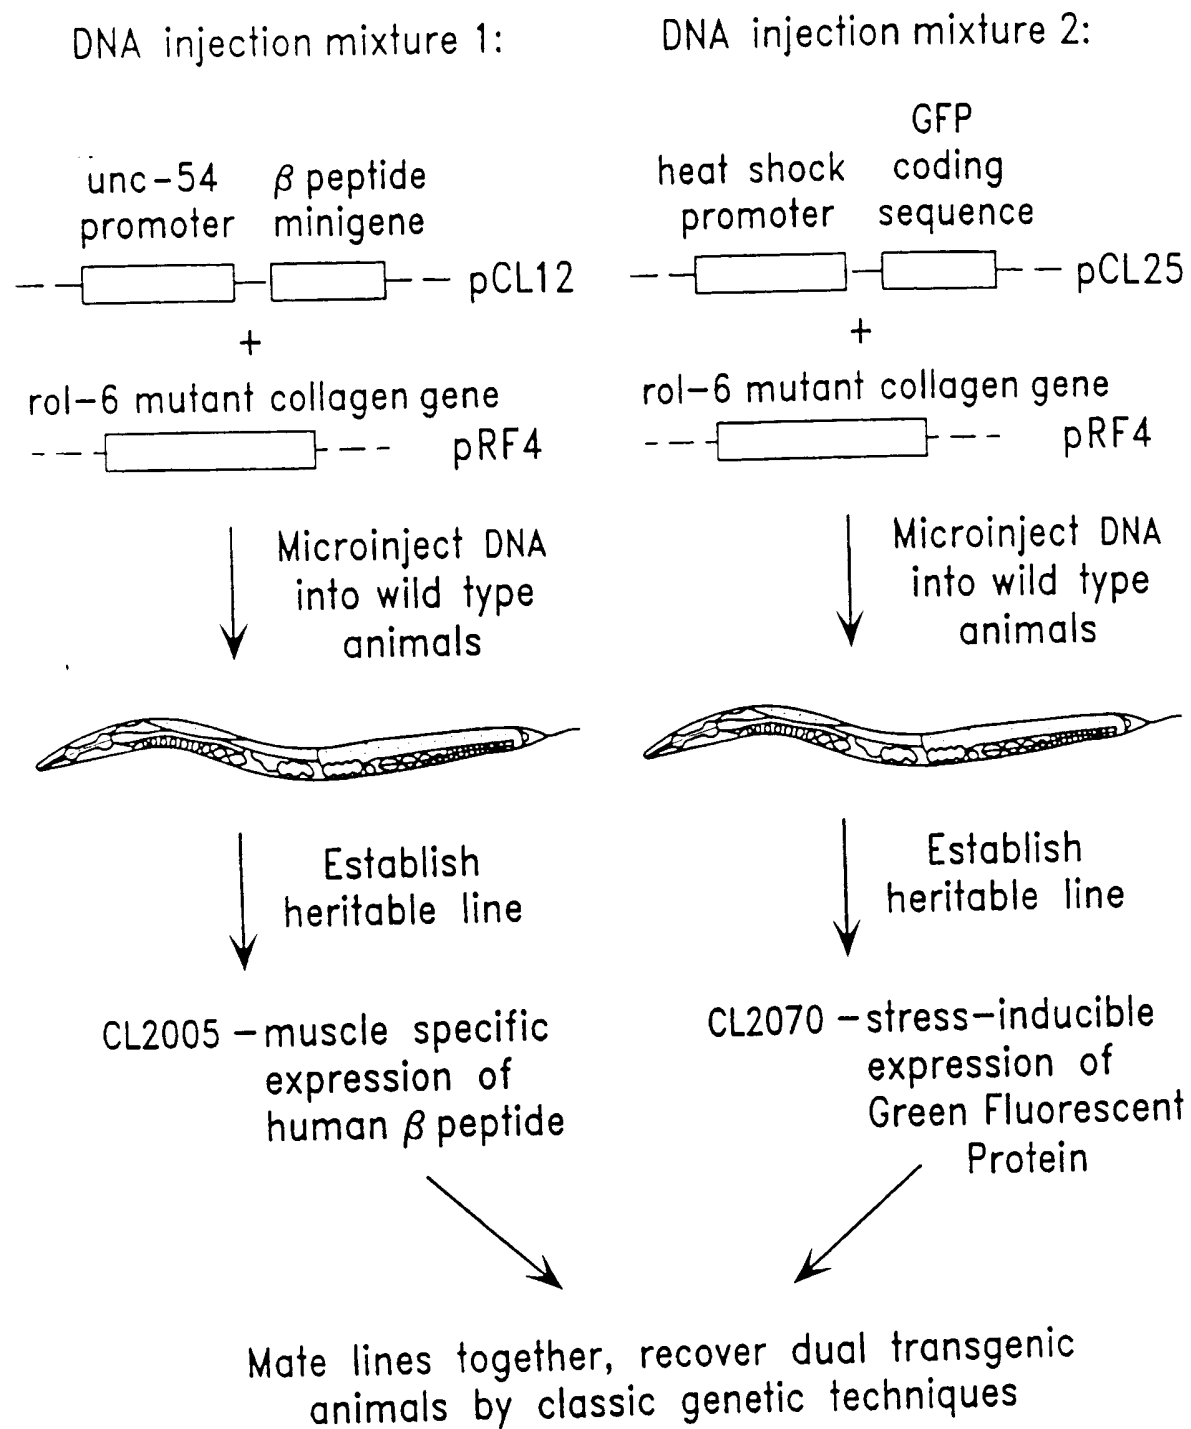 DNA injection mixture 1:
unc-54
promoter
β peptide
minigene
pCL12
+
rol-6 mutant collagen gene
pRF4
Microinject DNA
into wild type
animals
Establish
heritable line
CL2005 – muscle specific
expression of
human β peptide
DNA injection mixture 2:
heat shock
promoter
GFP
coding
sequence
pCL25
+
rol-6 mutant collagen gene
pRF4
Microinject DNA
into wild type
animals
Establish
heritable line
CL2070 – stress-inducible
expression of
Green Fluorescent
Protein
Mate lines together, recover dual transgenic
animals by classic genetic techniques